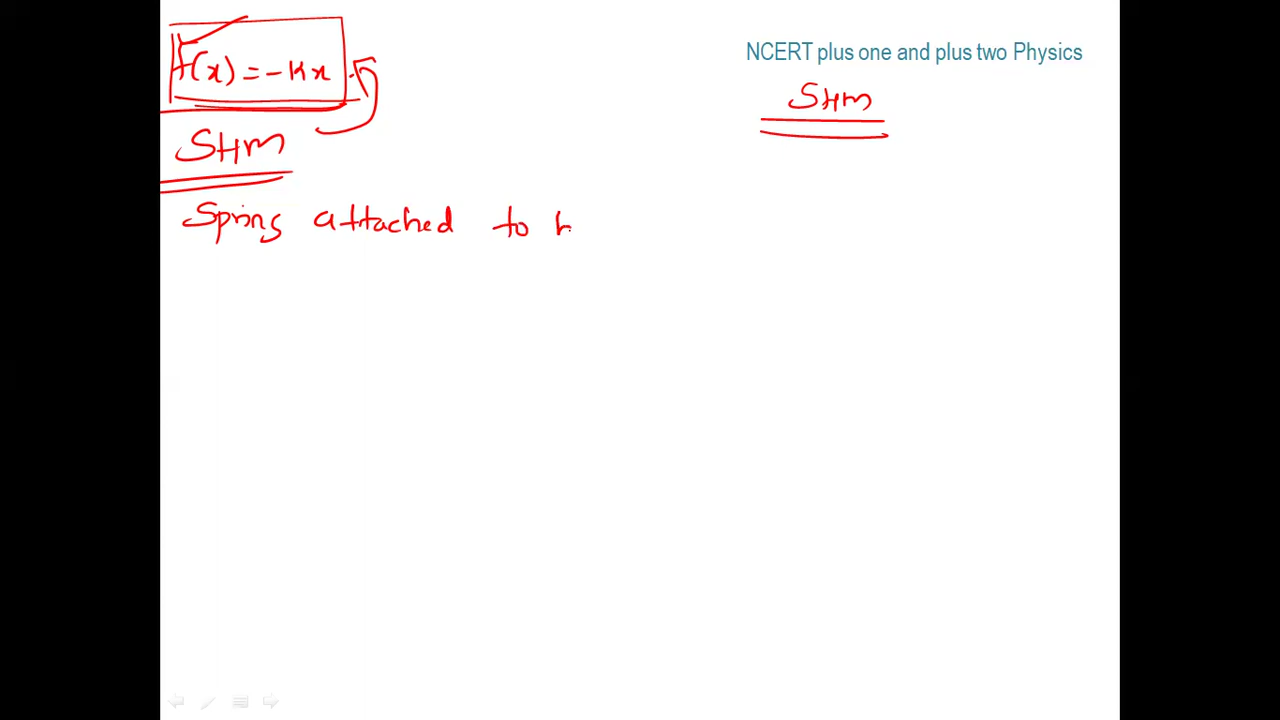 F(x) = -kx
SHM
Spring attached to
NCERT plus one and plus two Physics
SHM